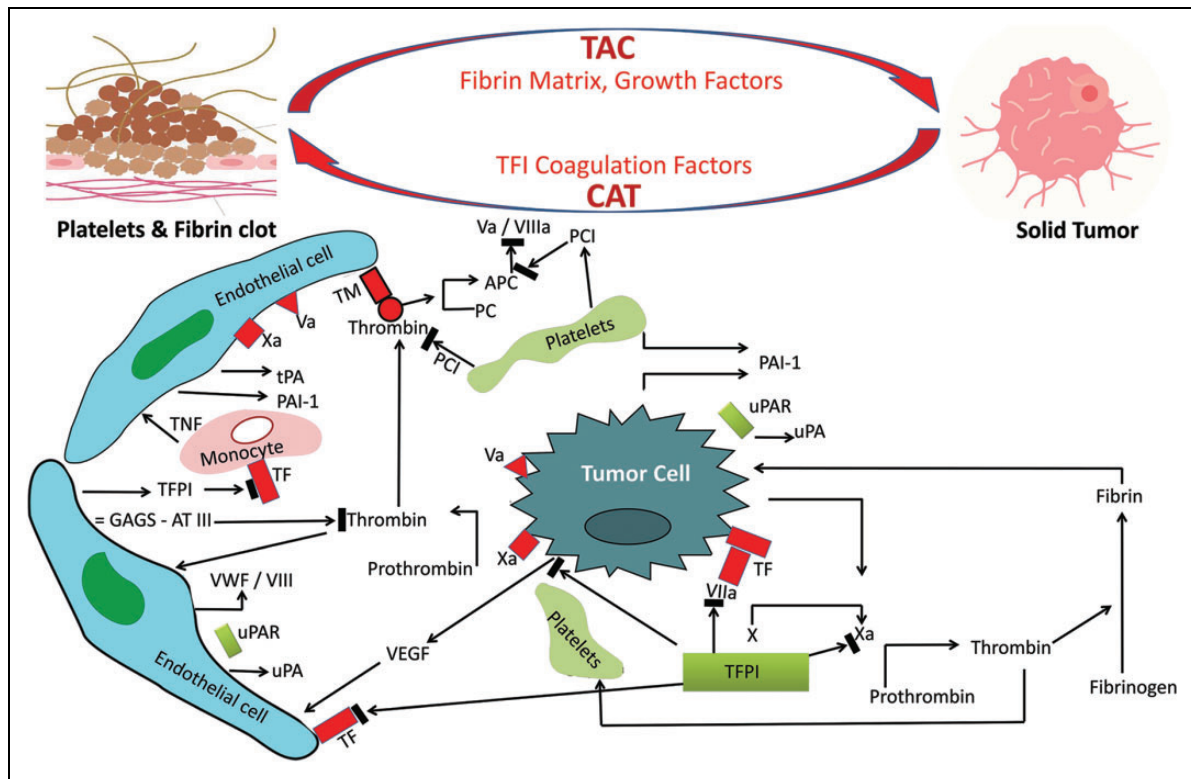 TAC
Fibrin Matrix, Growth Factors
TFI Coagulation Factors
CAT
Platelets & Fibrin clot
Solid Tumor
Endothelial cell
Va / VIIIa
PCI
TM
APC
PC
Va
Thrombin
Xa
Platelets
PCI
tPA
PAI-1
PAI-1
TNF
uPAR
uPA
Monocyte
TF
Va
Tumor Cell
TFPI
Fibrin
= GAGS - AT III
Thrombin
Xa
TF
Prothrombin
VIIa
VWF / VIII
Platelets
X
Xa
uPAR
Thrombin
VEGF
uPA
TFPI
Prothrombin
Fibrinogen
Endothelial cell
TF